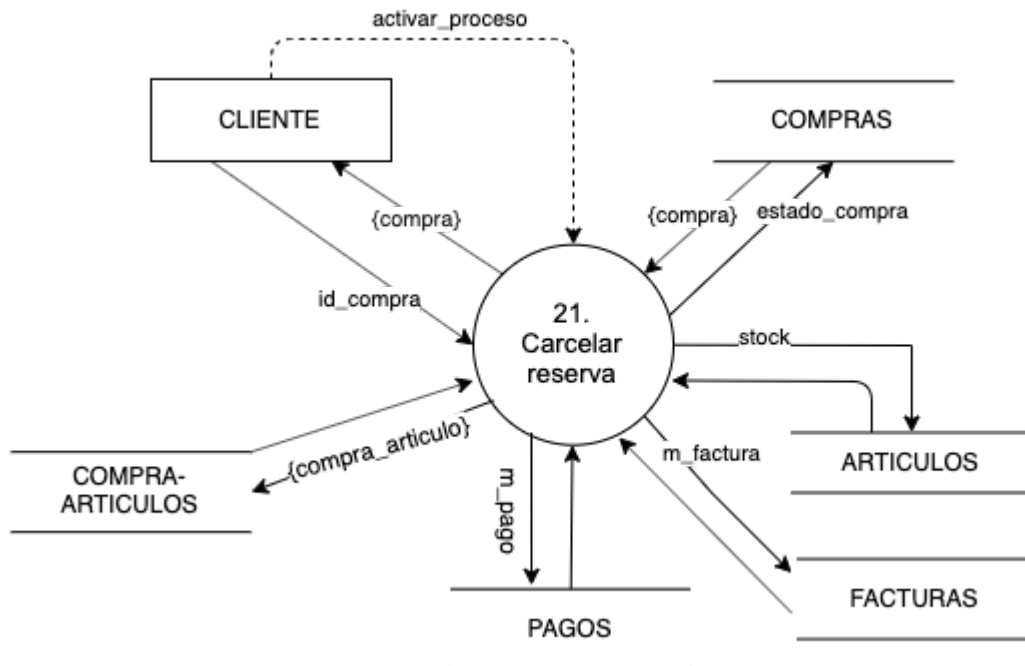 activar_proceso
CLIENTE
COMPRAS
{compra}
{compra}
estado_compra
id_compra
21.
Carcelar
reserva
stock
{compra_articulo}
m_factura
ARTICULOS
COMPRA-
ARTICULOS
m_pago
FACTURAS
PAGOS